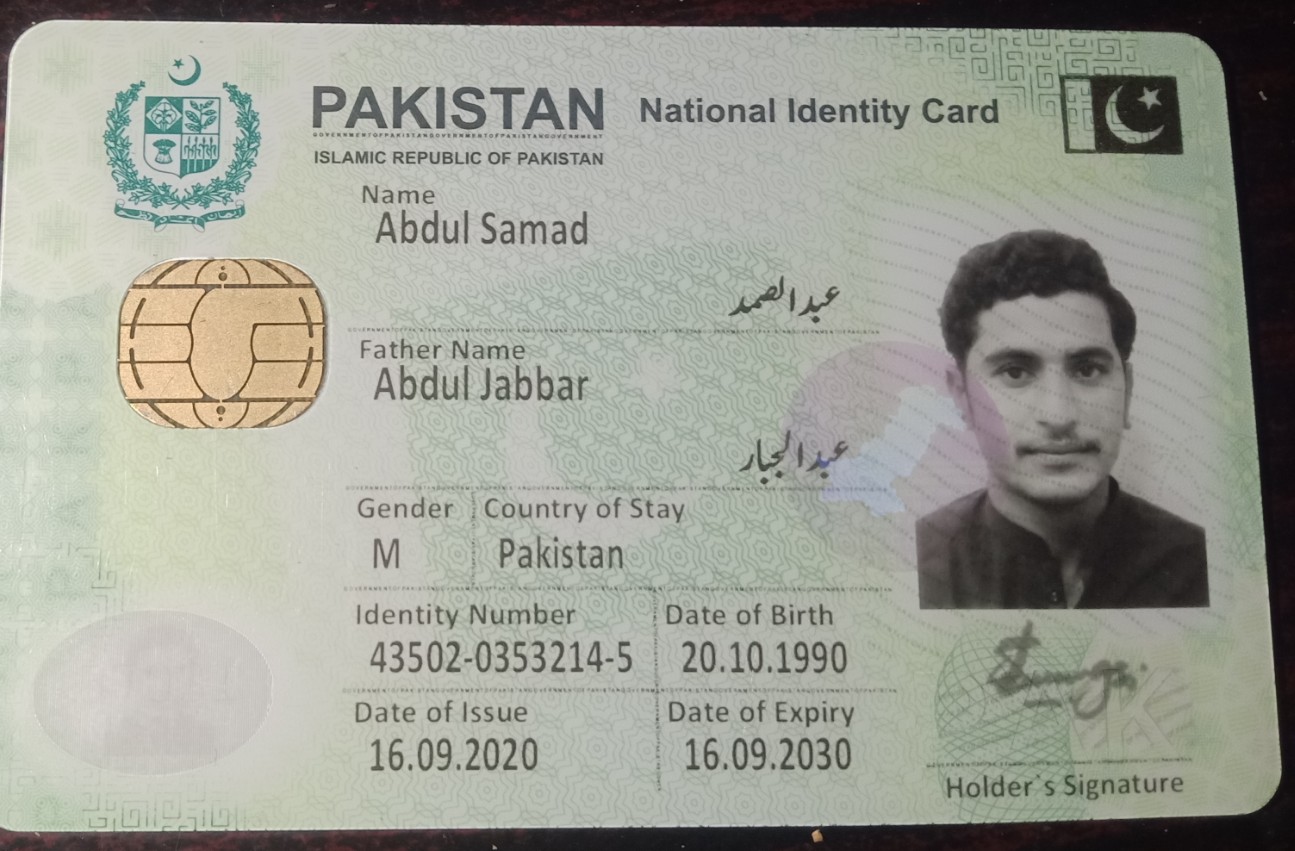 PAKISTAN National Identity Card
ISLAMIC REPUBLIC OF PAKISTAN
Name
Abdul Samad
عبدالصمد
Father Name
Abdul Jabbar
عبدالجبار
Gender Country of Stay
M Pakistan
Identity Number Date of Birth
43502-0353214-5 20.10.1990
Date of Issue Date of Expiry
16.09.2020 16.09.2030
Holder`s Signature